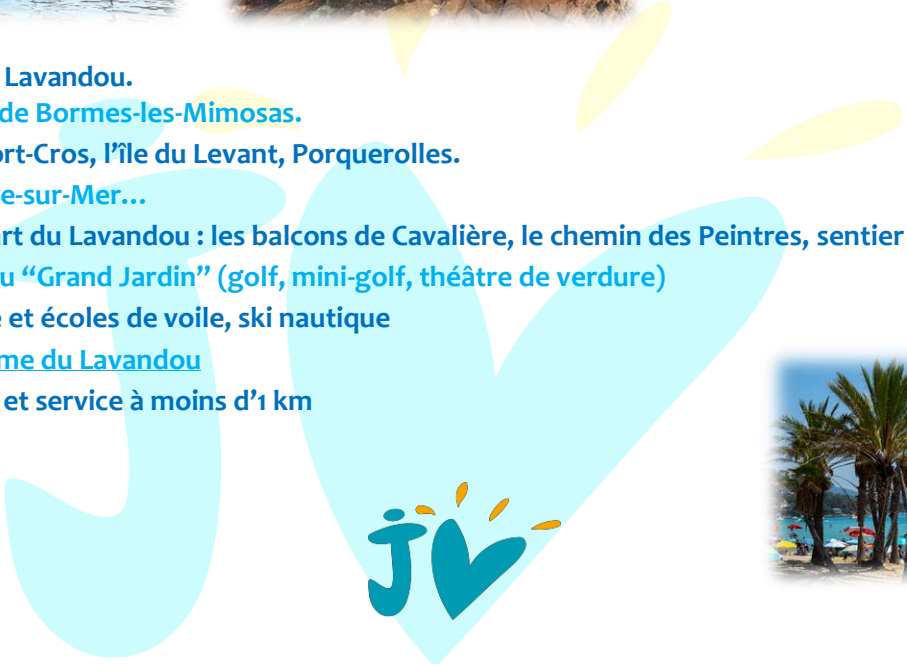 Lavandou.
de Bormes-les-Mimosas.
ort-Cros, l'île du Levant, Porquerolles.
e-sur-Mer...
rt du Lavandou : les balcons de Cavalière, le chemin des Peintres, sentier
u “Grand Jardin” (golf, mini-golf, théâtre de verdure)
et écoles de voile, ski nautique
me du Lavandou
et service à moins d’1 km
JV